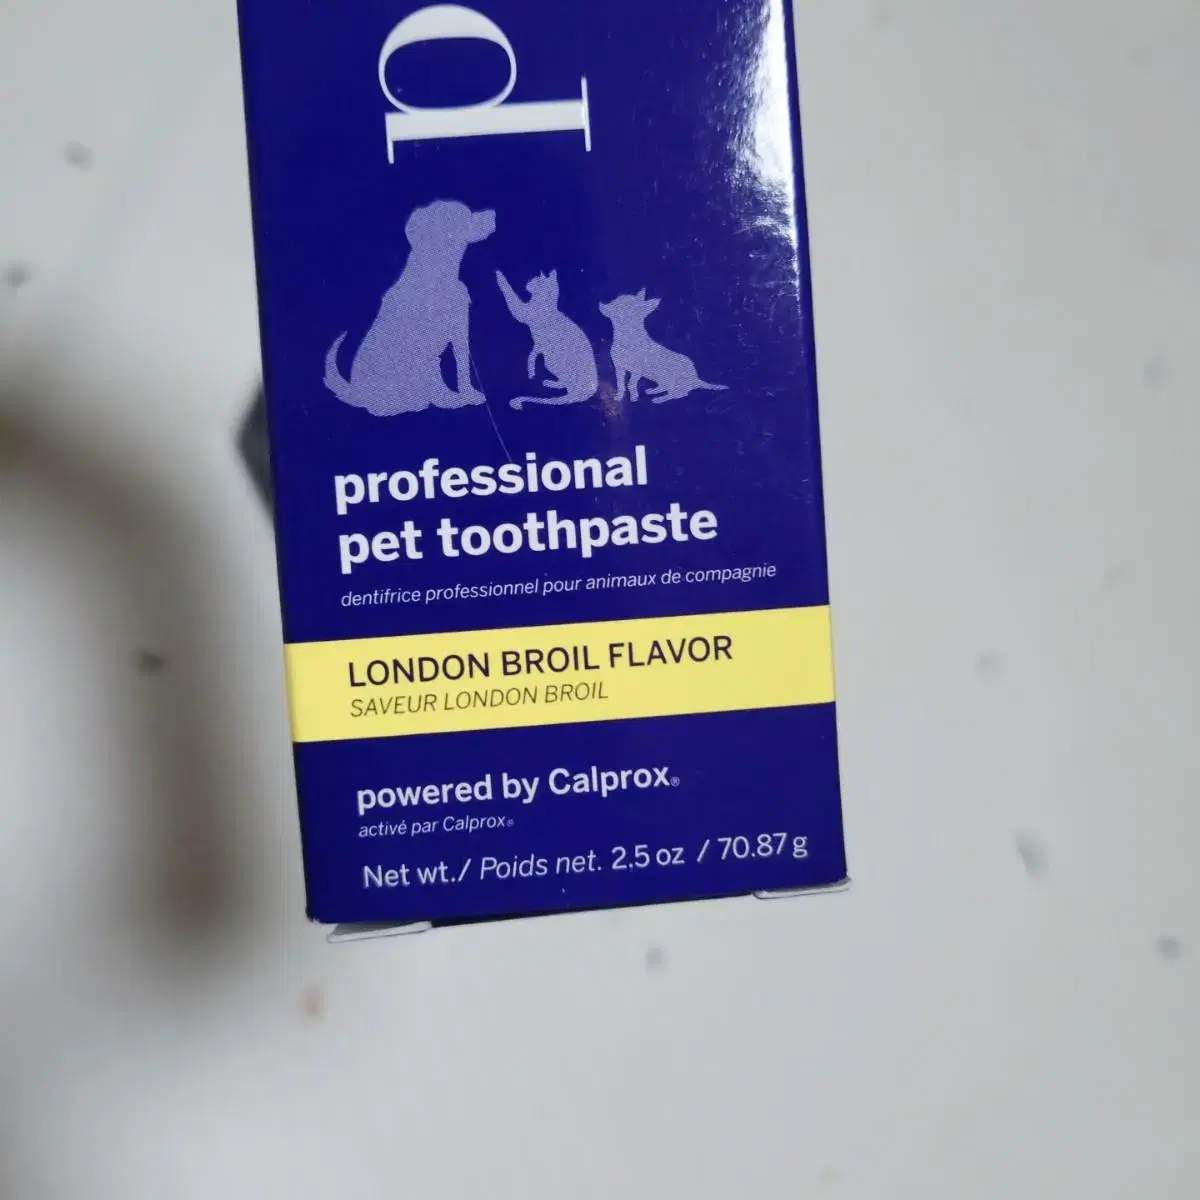 p
professional
pet toothpaste
dentifrice professionnel pour animaux de compagnie
LONDON BROIL FLAVOR
SAVEUR LONDON BROIL
powered by Calprox®
activé par Calprox®
Net wt./ Poids net. 2.5 oz / 70.87 g